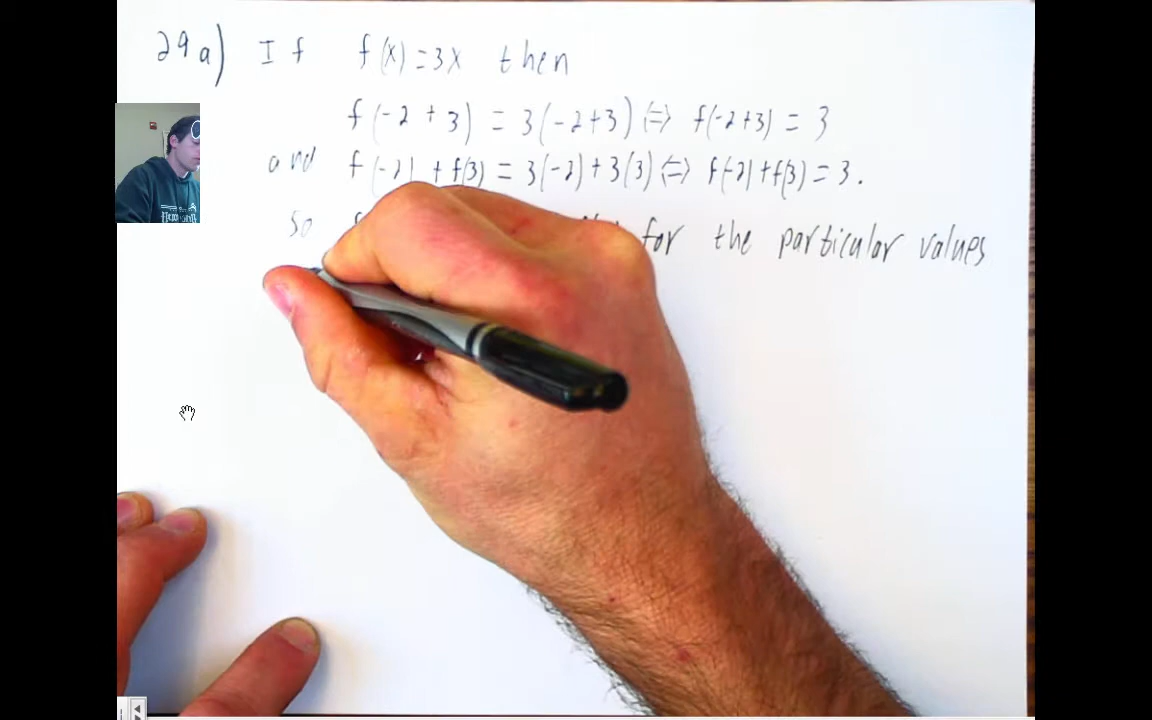 29a) If f(x) = 3x then
f(-2 + 3) = 3(-2+3) ⇔ f(-2+3) = 3
and f(-2) + f(3) = 3(-2) + 3(3) ⇔ f(-2) + f(3) = 3.
So for the particular values